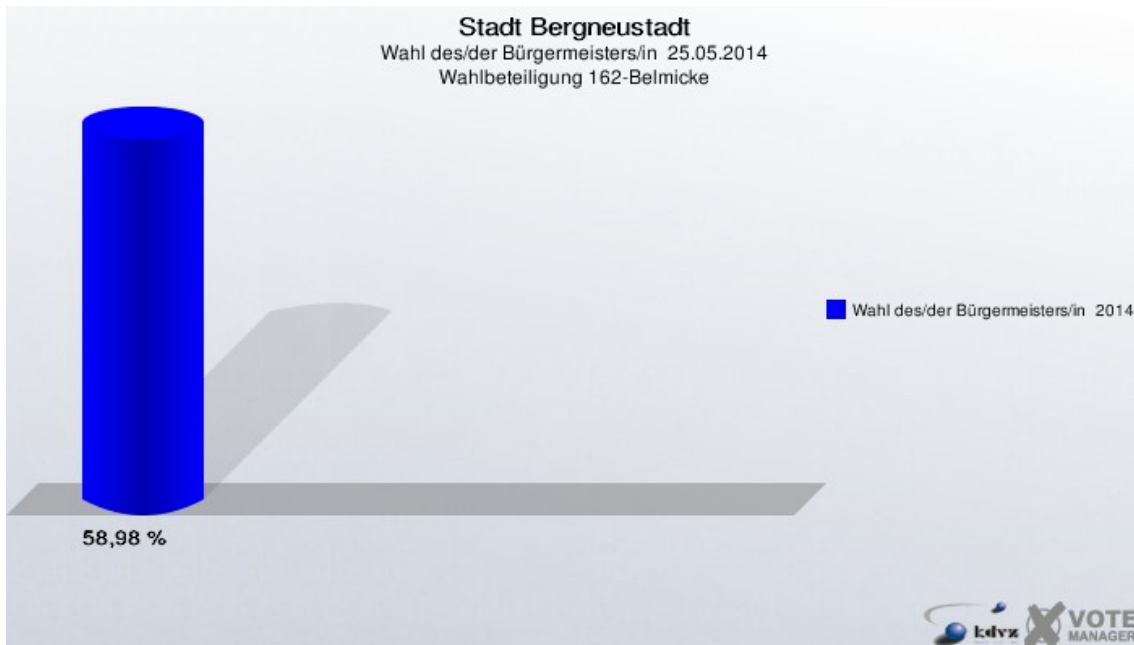 Stadt Bergneustadt
Wahl des/der Bürgermeisters/in 25.05.2014
Wahlbeteiligung 162-Belmicke
Wahl des/der Bürgermeisters/in 2014
58,98 %
kdvz VOTE
MANAGER